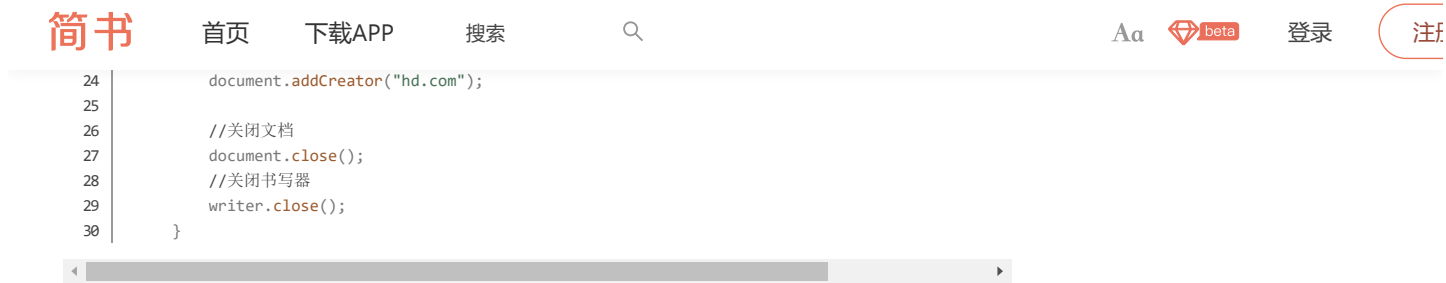 简书 首页 下载APP 搜索 Aa beta 登录
24 document.addCreator("hd.com");
25
26 //关闭文档
27 document.close();
28 //关闭书写器
29 writer.close();
30 }